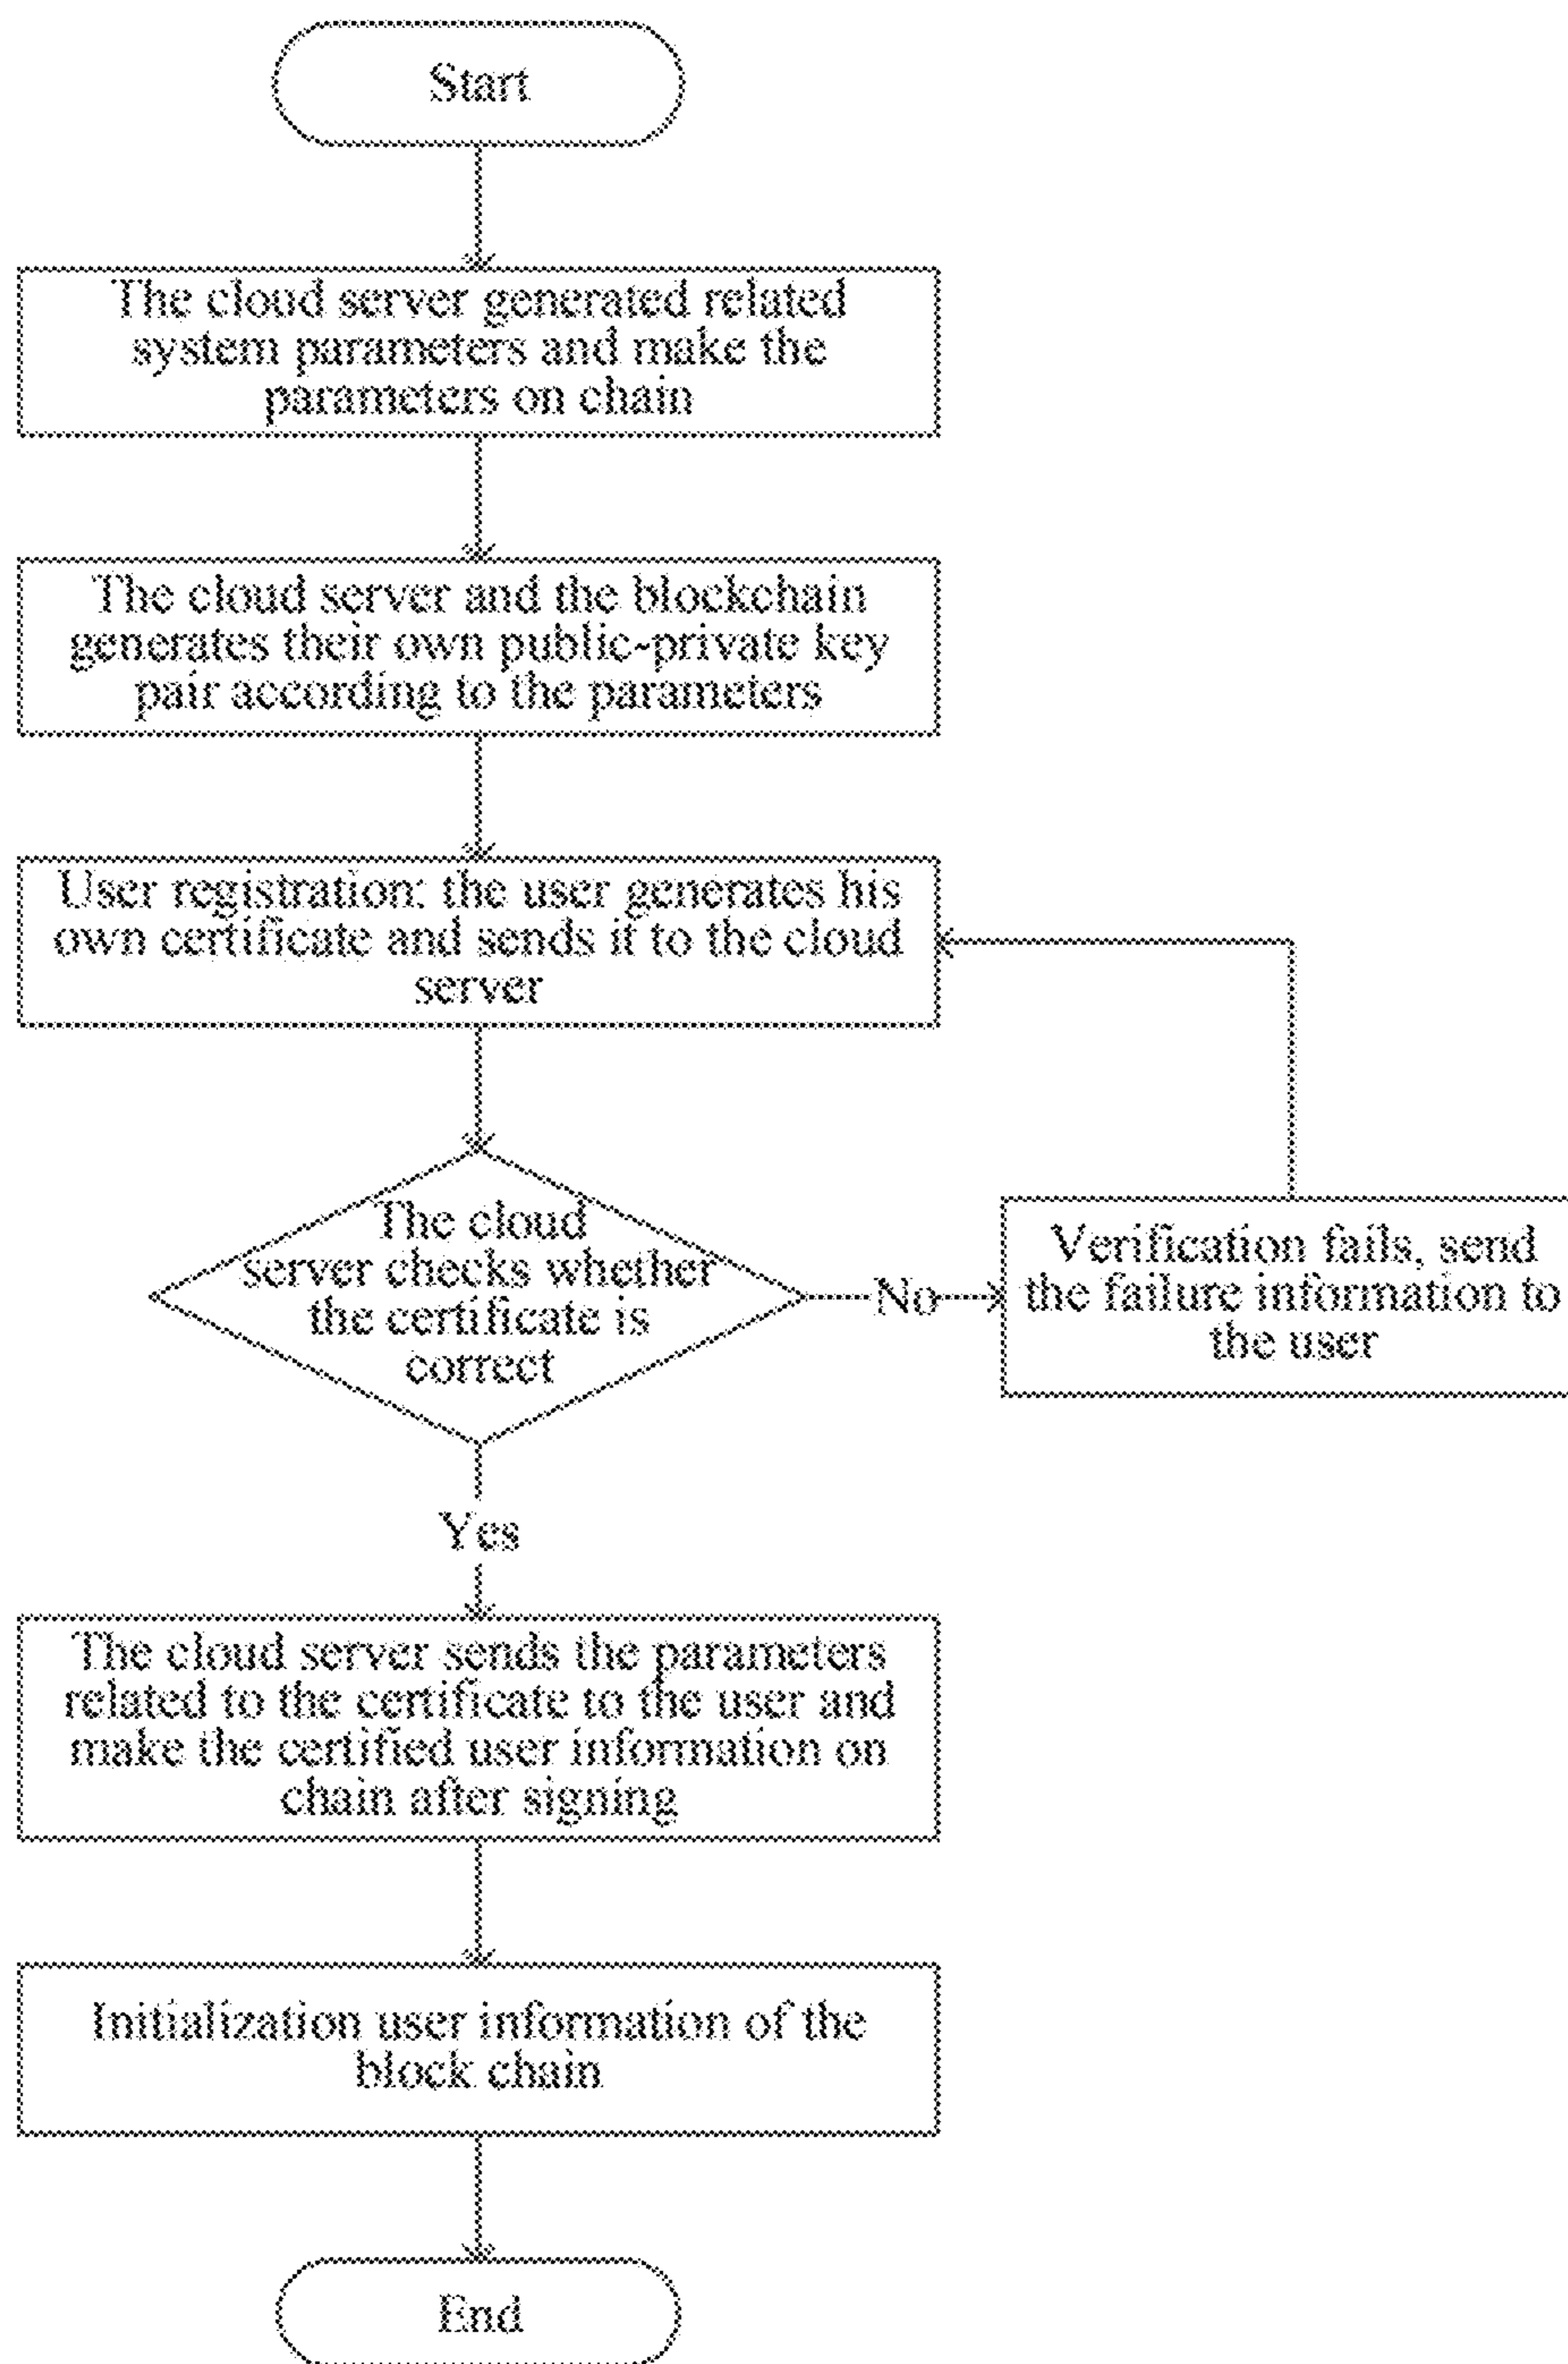 Start
The cloud server generated related
system parameters and make the
parameters on chain
The cloud server and the blockchain
generates their own public-private key
pair according to the parameters
User registration: the user generates his
own certificate and sends it to the cloud
server
The cloud
server checks whether
the certificate is
correct
No
Verification fails, send
the failure information to
the user
Yes
The cloud server sends the parameters
related to the certificate to the user and
make the certified user information on
chain after signing
Initialization user information of the
block chain
End